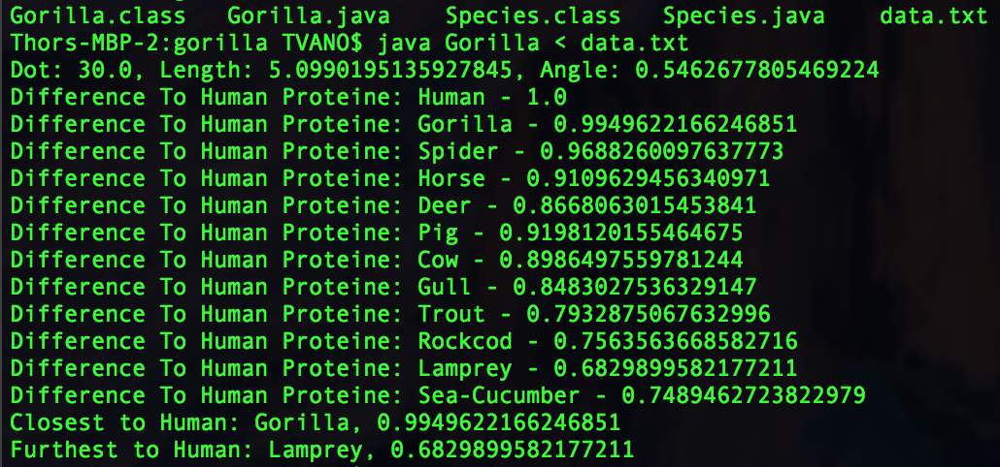 Gorilla.class Gorilla.java Species.class Species.java data.txt
Thors-MBP-2:gorilla TVANO$ java Gorilla < data.txt
Dot: 30.0, Length: 5.0990195135927845, Angle: 0.5462677805469224
Difference To Human Proteine: Human - 1.0
Difference To Human Proteine: Gorilla - 0.9949622166246851
Difference To Human Proteine: Spider - 0.9688260097637773
Difference To Human Proteine: Horse - 0.9109629456340971
Difference To Human Proteine: Deer - 0.8668063015453841
Difference To Human Proteine: Pig - 0.9198120155464675
Difference To Human Proteine: Cow - 0.8986497559781244
Difference To Human Proteine: Gull - 0.8483027536329147
Difference To Human Proteine: Trout - 0.7932875067632996
Difference To Human Proteine: Rockcod - 0.7563563668582716
Difference To Human Proteine: Lamprey - 0.6829899582177211
Difference To Human Proteine: Sea-Cucumber - 0.7489462723822979
Closest to Human: Gorilla, 0.9949622166246851
Furthest to Human: Lamprey, 0.6829899582177211